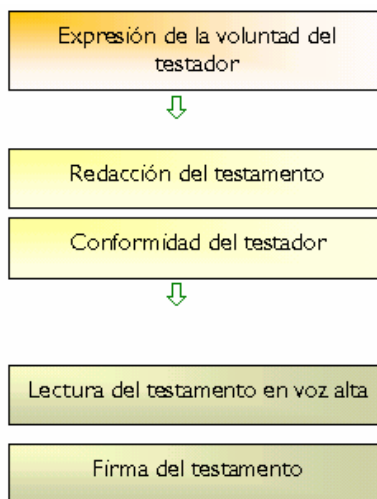 Expresión de la voluntad del
testador
Redacción del testamento
Conformidad del testador
Lectura del testamento en voz alta
Firma del testamento